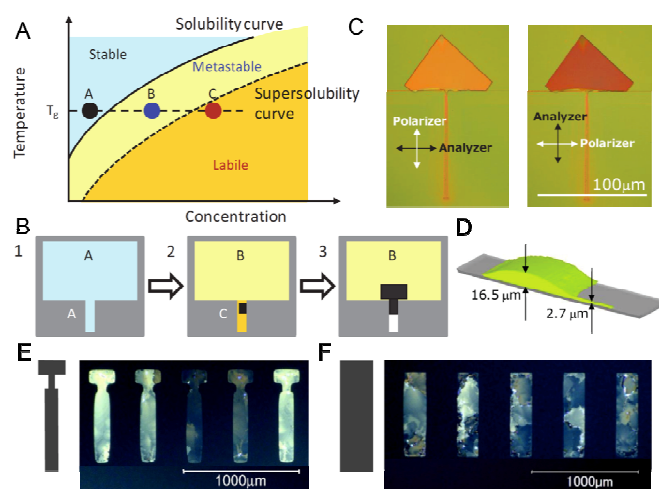 A
Solubility curve
Stable
Metastable
A
B
C
Supersolubility
curve
Labile
Temperature
Tg
Concentration
B
1
A
A
2
B
C
3
B
C
Polarizer
Analyzer
Analyzer
Polarizer
100μm
D
16.5 μm
2.7 μm
E
1000μm
F
1000μm